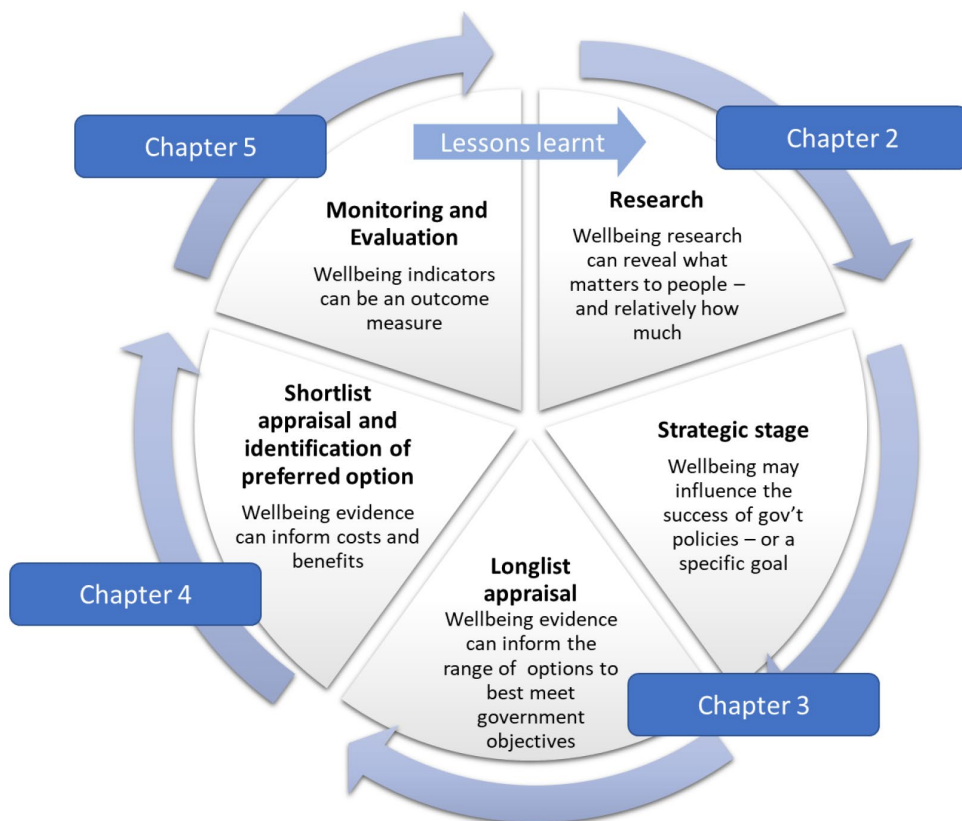 Chapter 5
Lessons learnt
Chapter 2
Monitoring and
Evaluation
Wellbeing indicators
can be an outcome
measure
Research
Wellbeing research
can reveal what
matters to people –
and relatively how
much
Shortlist
appraisal and
identification of
preferred option
Wellbeing evidence
can inform costs and
benefits
Strategic stage
Wellbeing may
influence the
success of gov't
policies – or a
specific goal
Longlist
appraisal
Wellbeing evidence
can inform the
range of options to
best meet
government
objectives
Chapter 4
Chapter 3